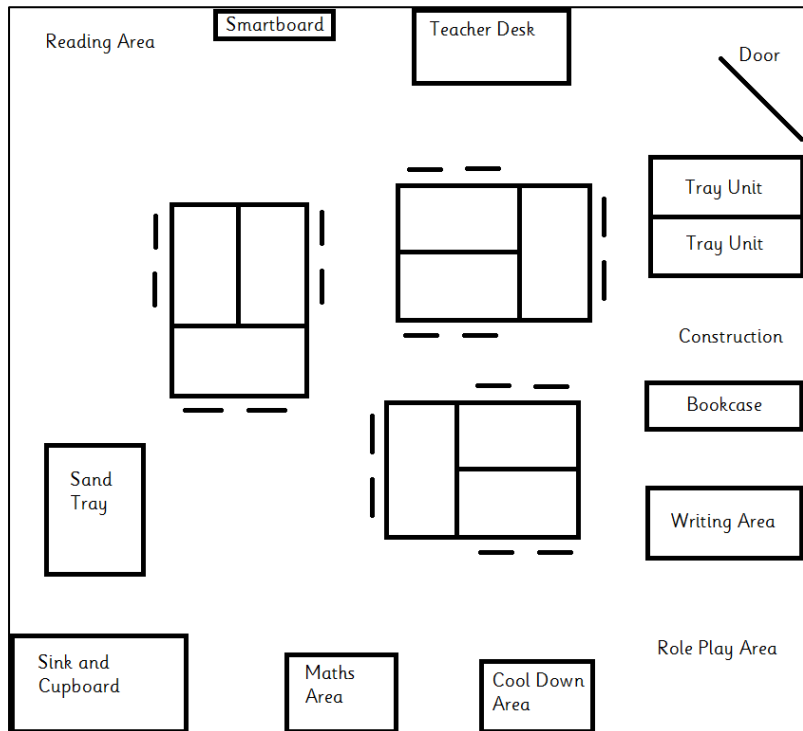 Smartboard
Teacher Desk
Reading Area
Door
Tray Unit
Tray Unit
Construction
Bookcase
Sand
Tray
Writing Area
Role Play Area
Sink and
Cupboard
Maths
Area
Cool Down
Area